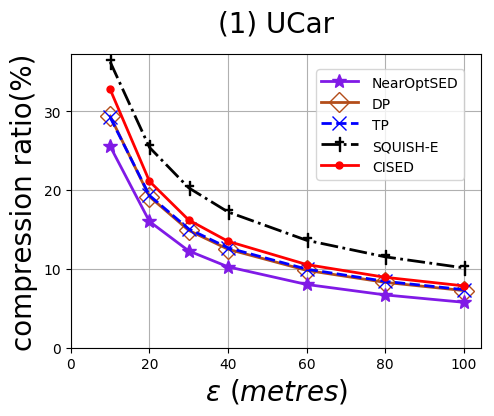 (1) UCar
compression ratio(%)
30
20
10
0
NearOptSED
DP
TP
SQUISH-E
CISED
0 20 40 60 80 100
ε (metres)